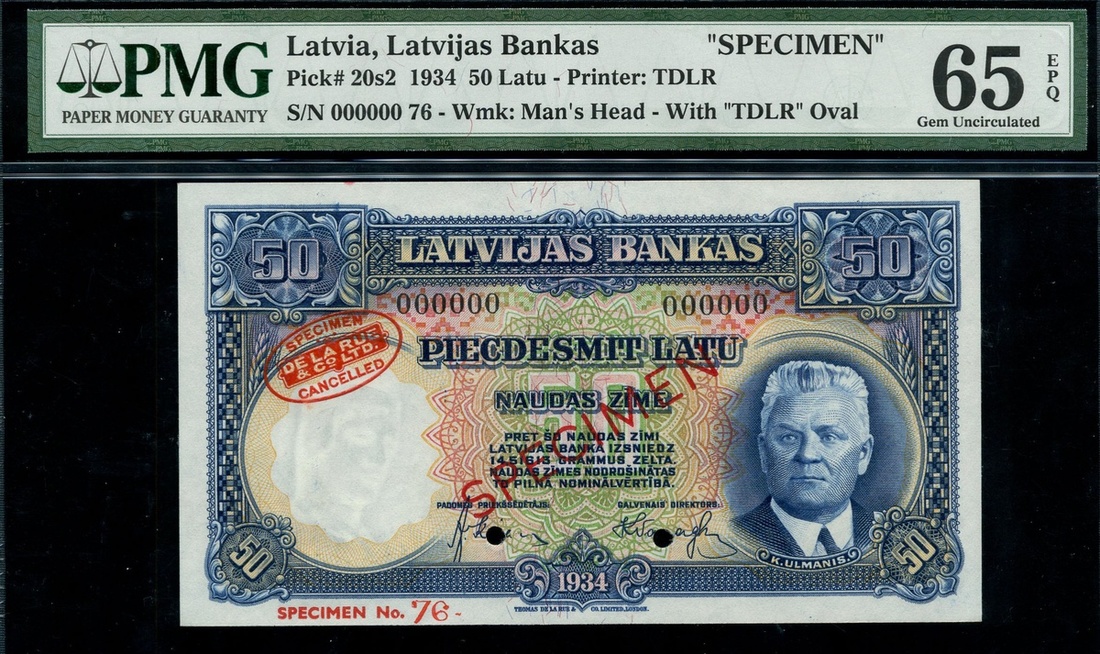 PMG
PAPER MONEY GUARANTY
Latvia, Latvijas Bankas "SPECIMEN"
Pick# 20s2 1934 50 Latu - Printer: TDLR
S/N 000000 76 - Wmk: Man's Head - With "TDLR" Oval
65 EPQ
Gem Uncirculated
50 LATVIJAS BANKAS 50
000000 000000
SPECIMEN
DE LA RUE
& CO LTD.
CANCELLED
PIECDESMIT LATU
50
NAUDAS ZĪME
SPECIMEN
PRET ŠO NAUDAS ZĪMI
LATVIJAS BANKA IZSNIEDZ
14,51615 GRAMMUS ZELTA.
NAUDAS ZĪMES NODROŠINĀTAS
TO PILNĀ NOMINĀLVĒRTĪBĀ.
PADOMES PRIEKŠSĒDĒTĀJS: GALVENAIS DIREKTORS:
K. ULMANIS.
50 1934 50
THOMAS DE LA RUE & CO. LIMITED, LONDON.
SPECIMEN No. 76-